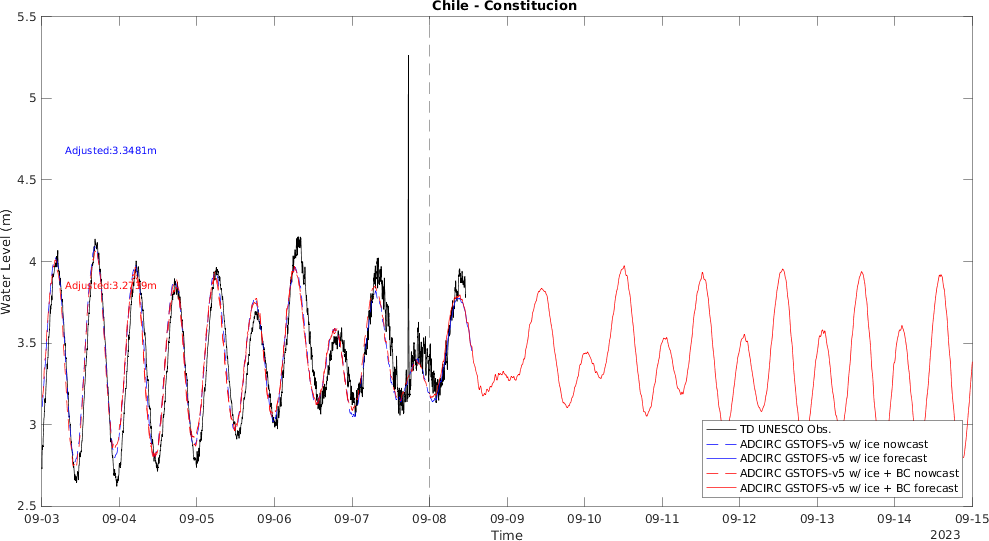 Chile - Constitucion
5.5
5
4.5
4
3.5
3
2.5
Water Level (m)
Adjusted:3.3481m
Adjusted:3.2739m
TD UNESCO Obs.
ADCIRC GSTOFS-v5 w/ ice nowcast
ADCIRC GSTOFS-v5 w/ ice forecast
ADCIRC GSTOFS-v5 w/ ice + BC nowcast
ADCIRC GSTOFS-v5 w/ ice + BC forecast
09-03 09-04 09-05 09-06 09-07 09-08 09-09 09-10 09-11 09-12 09-13 09-14 09-15
Time
2023